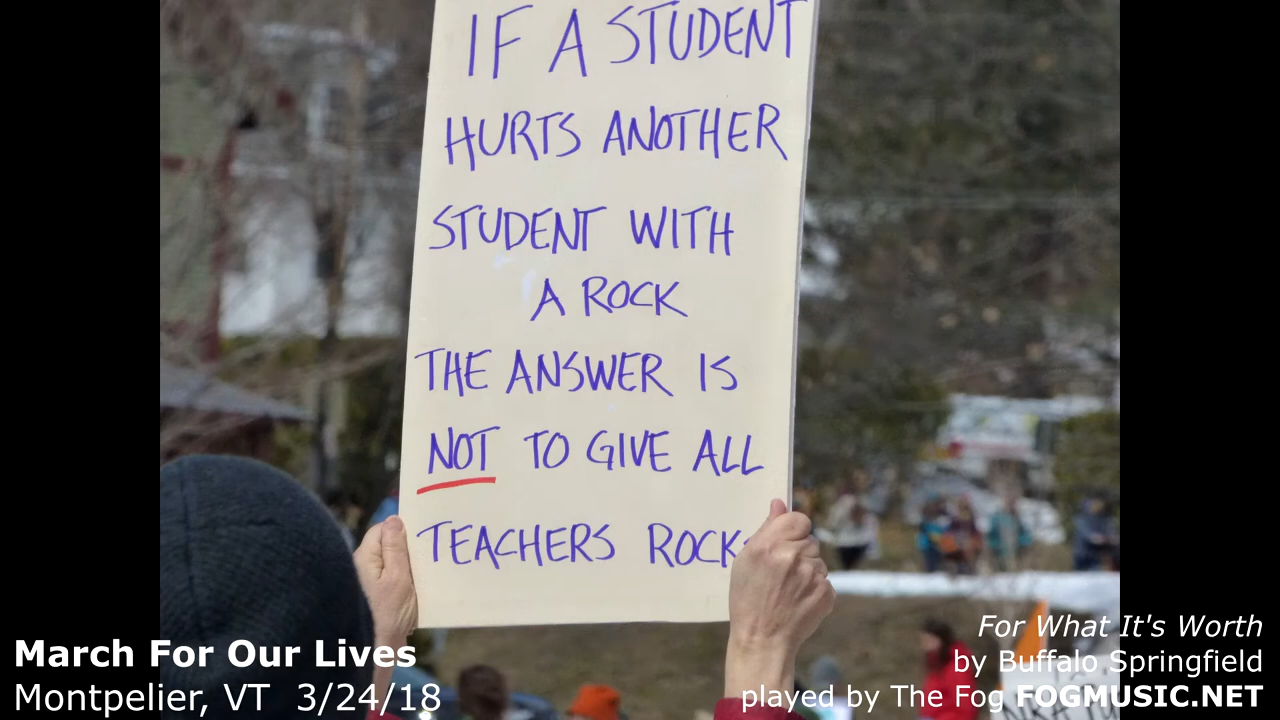 IF A STUDENT
HURTS ANOTHER
STUDENT WITH
A ROCK
THE ANSWER IS
NOT TO GIVE ALL
TEACHERS ROCKS
March For Our Lives
Montpelier, VT 3/24/18
For What It's Worth
by Buffalo Springfield
played by The Fog FOGMUSIC.NET